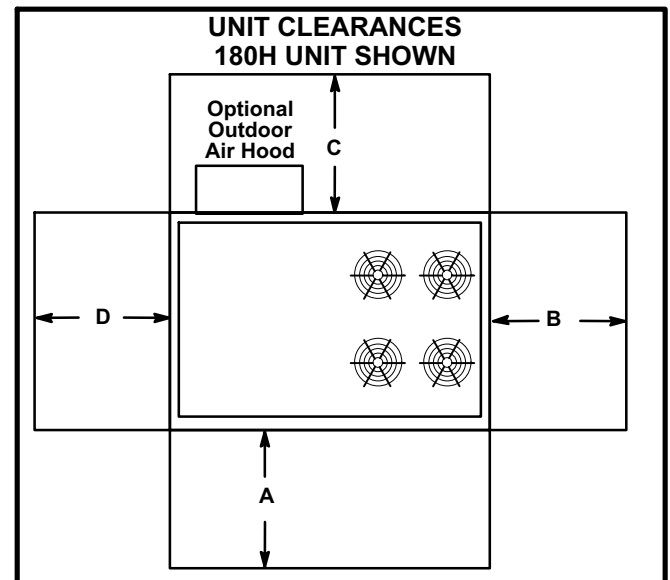 UNIT CLEARANCES
180H UNIT SHOWN
Optional
Outdoor
Air Hood
C
D
B
A